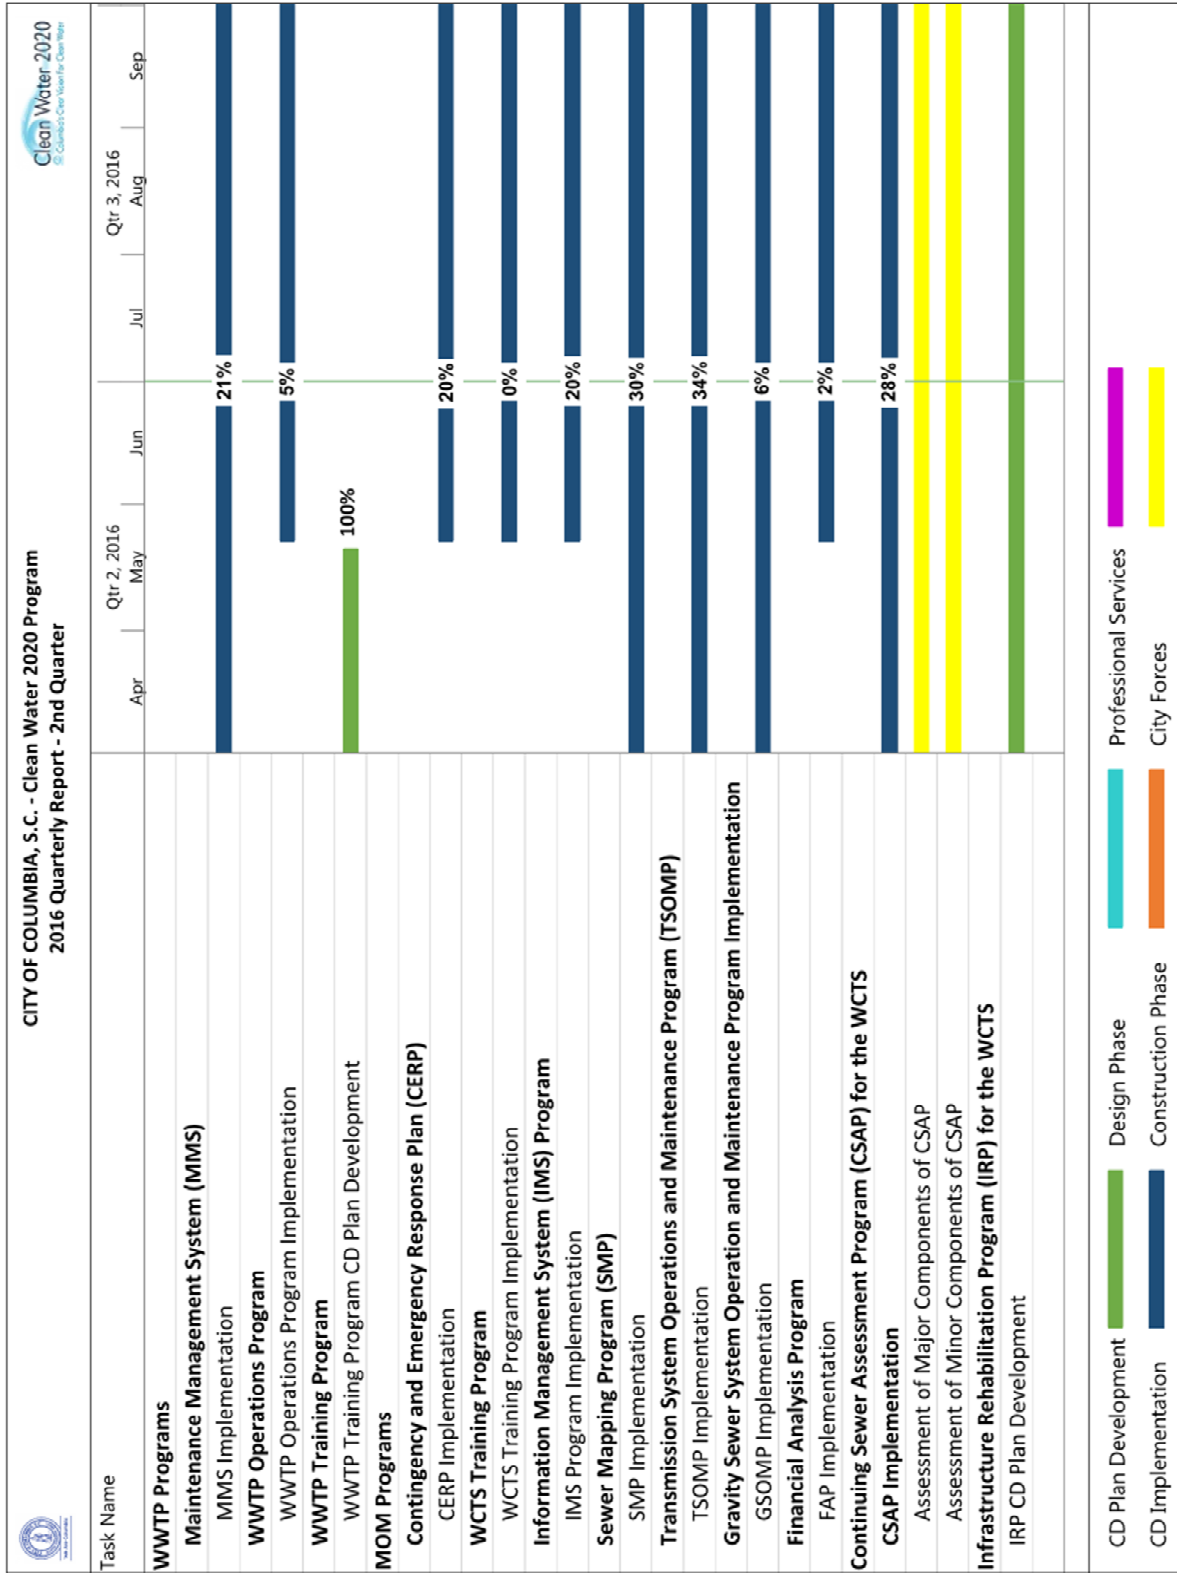 CITY OF COLUMBIA, S.C. - Clean Water 2020 Program
2016 Quarterly Report - 2nd Quarter
Clean Water 2020
Columbia's Clear Vision for Clean Water
Task Name
Qtr 2, 2016
Qtr 3, 2016
Apr
May
Jun
Jul
Aug
Sep
WWTP Programs
Maintenance Management System (MMS)
MMS Implementation
21%
WWTP Operations Program
WWTP Operations Program Implementation
5%
WWTP Training Program
WWTP Training Program CD Plan Development
100%
MOM Programs
Contingency and Emergency Response Plan (CERP)
CERP Implementation
20%
WCTS Training Program
WCTS Training Program Implementation
0%
Information Management System (IMS) Program
IMS Program Implementation
20%
Sewer Mapping Program (SMP)
SMP Implementation
30%
Transmission System Operations and Maintenance Program (TSOMP)
TSOMP Implementation
34%
Gravity Sewer System Operation and Maintenance Program Implementation
GSOMP Implementation
6%
Financial Analysis Program
FAP Implementation
2%
Continuing Sewer Assessment Program (CSAP) for the WCTS
CSAP Implementation
28%
Assessment of Major Components of CSAP
Assessment of Minor Components of CSAP
Infrastructure Rehabilitation Program (IRP) for the WCTS
IRP CD Plan Development
CD Plan Development
Design Phase
Professional Services
CD Implementation
Construction Phase
City Forces